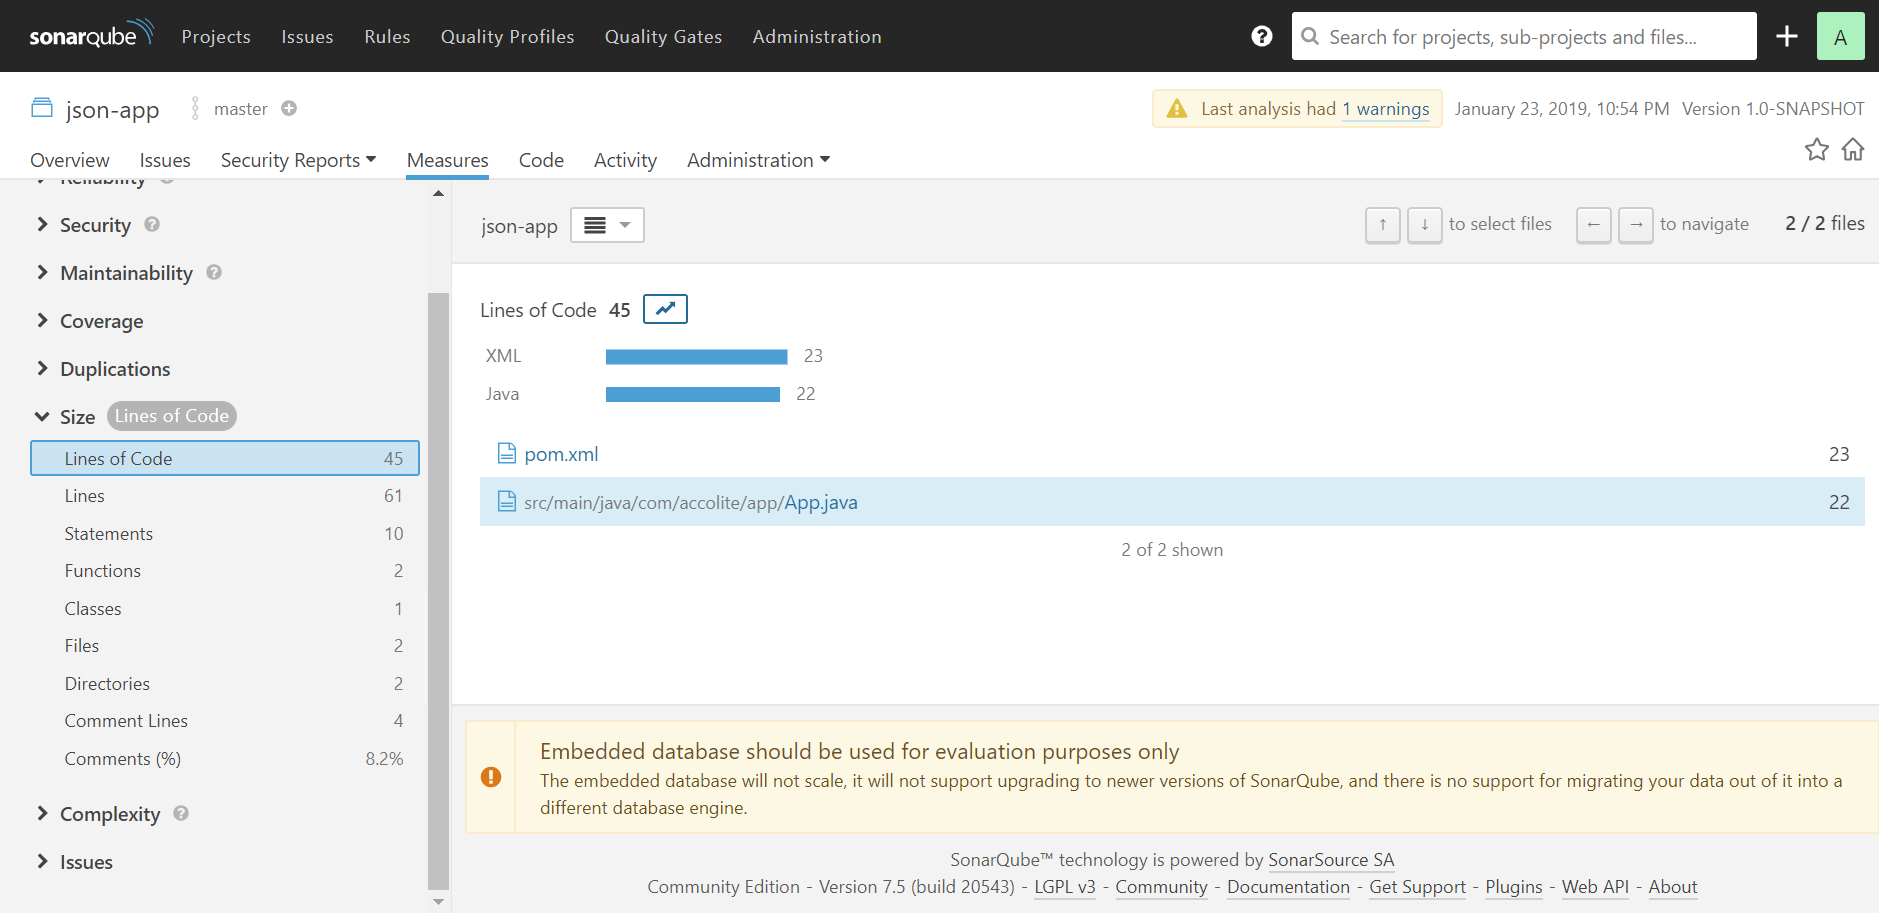 sonarqube Projects Issues Rules Quality Profiles Quality Gates Administration Search for projects, sub-projects and files... A
json-app master Last analysis had 1 warnings January 23, 2019, 10:54 PM Version 1.0-SNAPSHOT
Overview Issues Security Reports Measures Code Activity Administration
Reliability
Security
Maintainability
Coverage
Duplications
Size Lines of Code
Lines of Code 45
Lines 61
Statements 10
Functions 2
Classes 1
Files 2
Directories 2
Comment Lines 4
Comments (%) 8.2%
Complexity
Issues
json-app ↑ ↓ to select files ← → to navigate 2 / 2 files
Lines of Code 45
XML 23
Java 22
pom.xml 23
src/main/java/com/accolite/app/App.java 22
2 of 2 shown
Embedded database should be used for evaluation purposes only
The embedded database will not scale, it will not support upgrading to newer versions of SonarQube, and there is no support for migrating your data out of it into a
different database engine.
SonarQube™ technology is powered by SonarSource SA
Community Edition - Version 7.5 (build 20543) - LGPL v3 - Community - Documentation - Get Support - Plugins - Web API - About